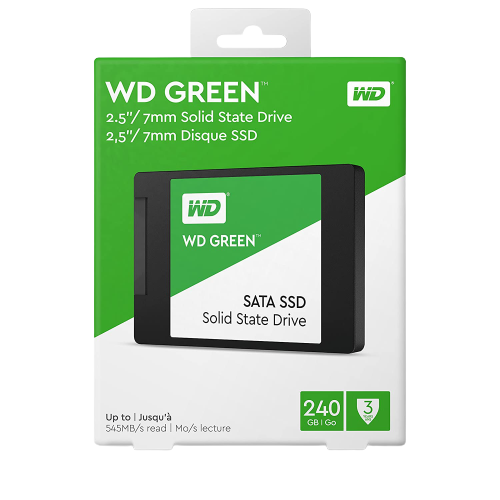 WD GREEN™
WD
2.5"/ 7mm Solid State Drive
2,5"/ 7mm Disque SSD
WD
WD GREEN™
SATA SSD
Solid State Drive
Up to | Jusqu'à
545MB/s read | Mo/s lecture
240
GB | Go
3